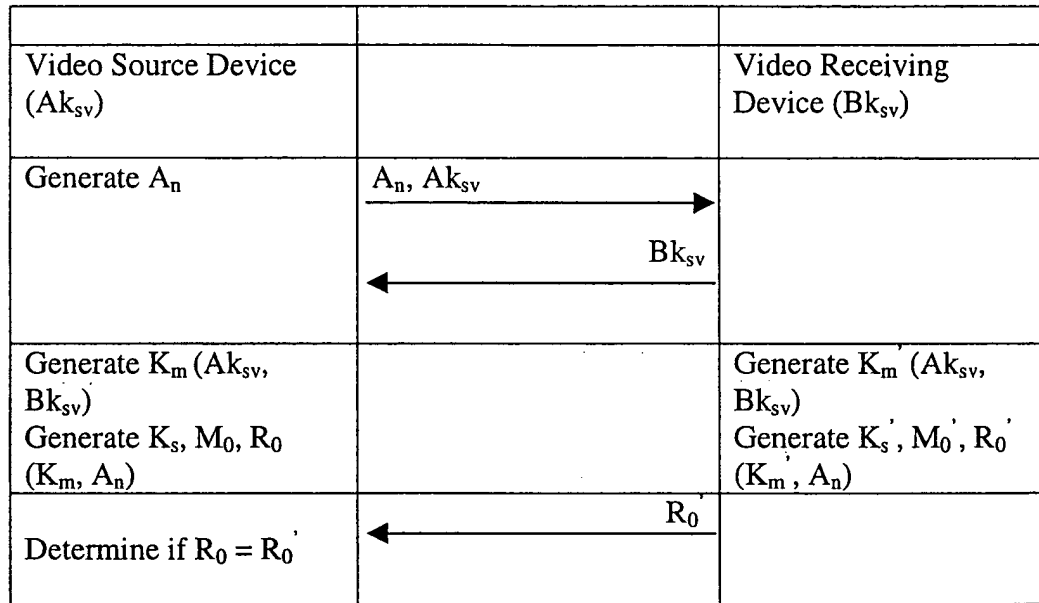 Video Source Device
(Ak_sv)
Video Receiving
Device (Bk_sv)
Generate A_n
A_n, Ak_sv
Bk_sv
Generate K_m (Ak_sv,
Bk_sv)
Generate K_s, M_0, R_0
(K_m, A_n)
Generate K_m' (Ak_sv,
Bk_sv)
Generate K_s', M_0', R_0'
(K_m', A_n)
R_0'
Determine if R_0 = R_0'